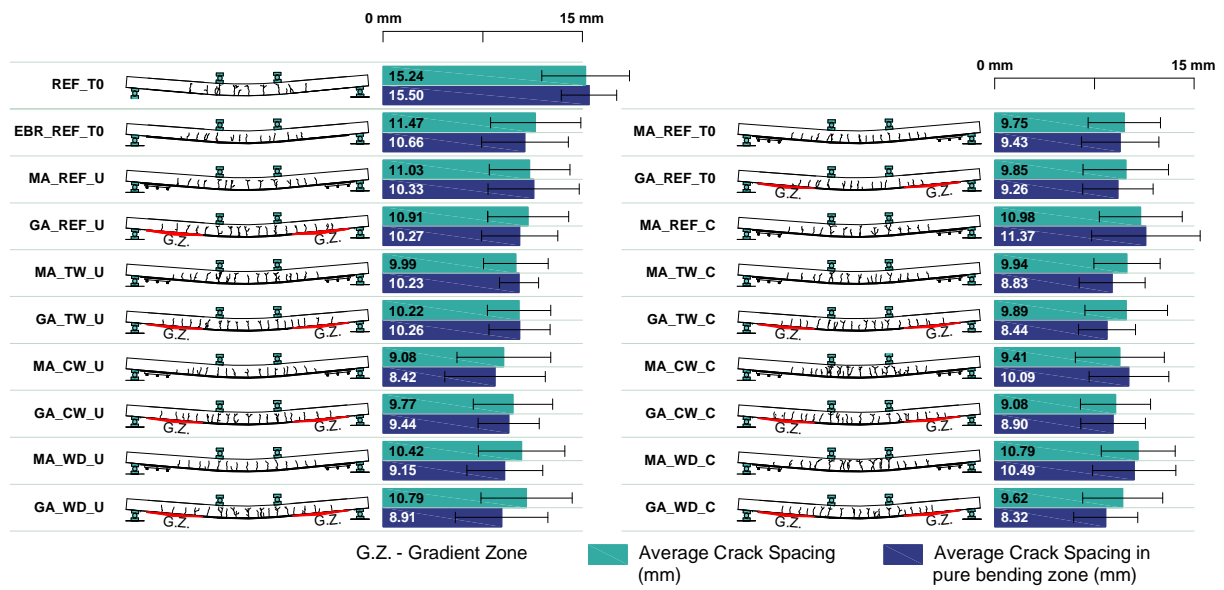 0 mm 15 mm
REF_T0 15.24
15.50
EBR_REF_T0 11.47
10.66
MA_REF_U 11.03
10.33
GA_REF_U 10.91
10.27
G.Z. G.Z.
MA_TW_U 9.99
10.23
GA_TW_U 10.22
10.26
G.Z. G.Z.
MA_CW_U 9.08
8.42
GA_CW_U 9.77
9.44
G.Z. G.Z.
MA_WD_U 10.42
9.15
GA_WD_U 10.79
8.91
G.Z. G.Z.
0 mm 15 mm
MA_REF_T0 9.75
9.43
GA_REF_T0 9.85
9.26
G.Z. G.Z.
MA_REF_C 10.98
11.37
MA_TW_C 9.94
8.83
GA_TW_C 9.89
8.44
G.Z. G.Z.
MA_CW_C 9.41
10.09
GA_CW_C 9.08
8.90
G.Z. G.Z.
MA_WD_C 10.79
10.49
GA_WD_C 9.62
8.32
G.Z. G.Z.
G.Z. - Gradient Zone
Average Crack Spacing
(mm)
Average Crack Spacing in
pure bending zone (mm)